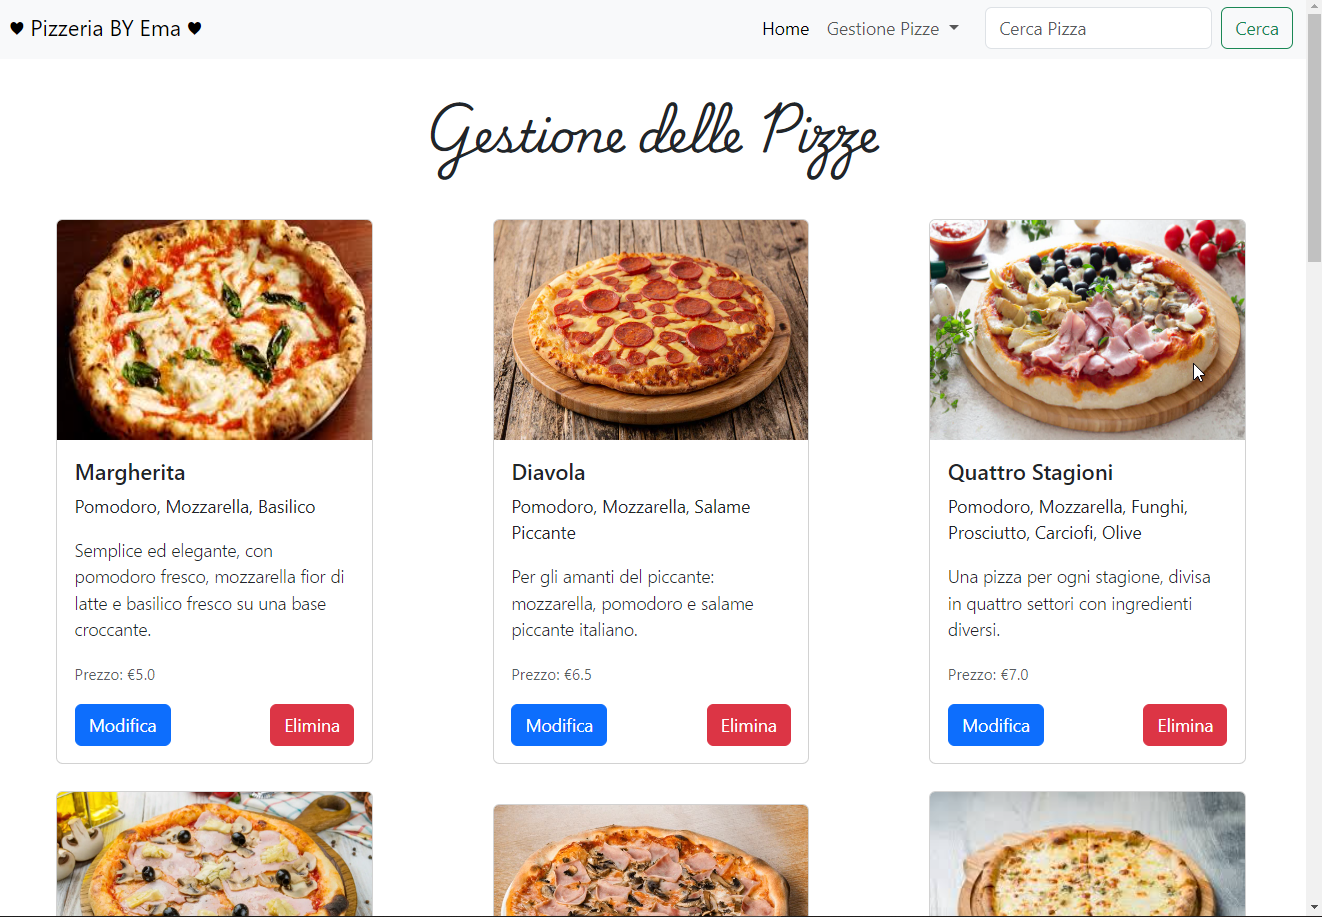 ♥ Pizzeria BY Ema ♥ Home Gestione Pizze Cerca Pizza Cerca
Gestione delle Pizze
Margherita
Pomodoro, Mozzarella, Basilico
Semplice ed elegante, con
pomodoro fresco, mozzarella fior di
latte e basilico fresco su una base
croccante.
Prezzo: €5.0
Modifica Elimina
Diavola
Pomodoro, Mozzarella, Salame
Piccante
Per gli amanti del piccante:
mozzarella, pomodoro e salame
piccante italiano.
Prezzo: €6.5
Modifica Elimina
Quattro Stagioni
Pomodoro, Mozzarella, Funghi,
Prosciutto, Carciofi, Olive
Una pizza per ogni stagione, divisa
in quattro settori con ingredienti
diversi.
Prezzo: €7.0
Modifica Elimina